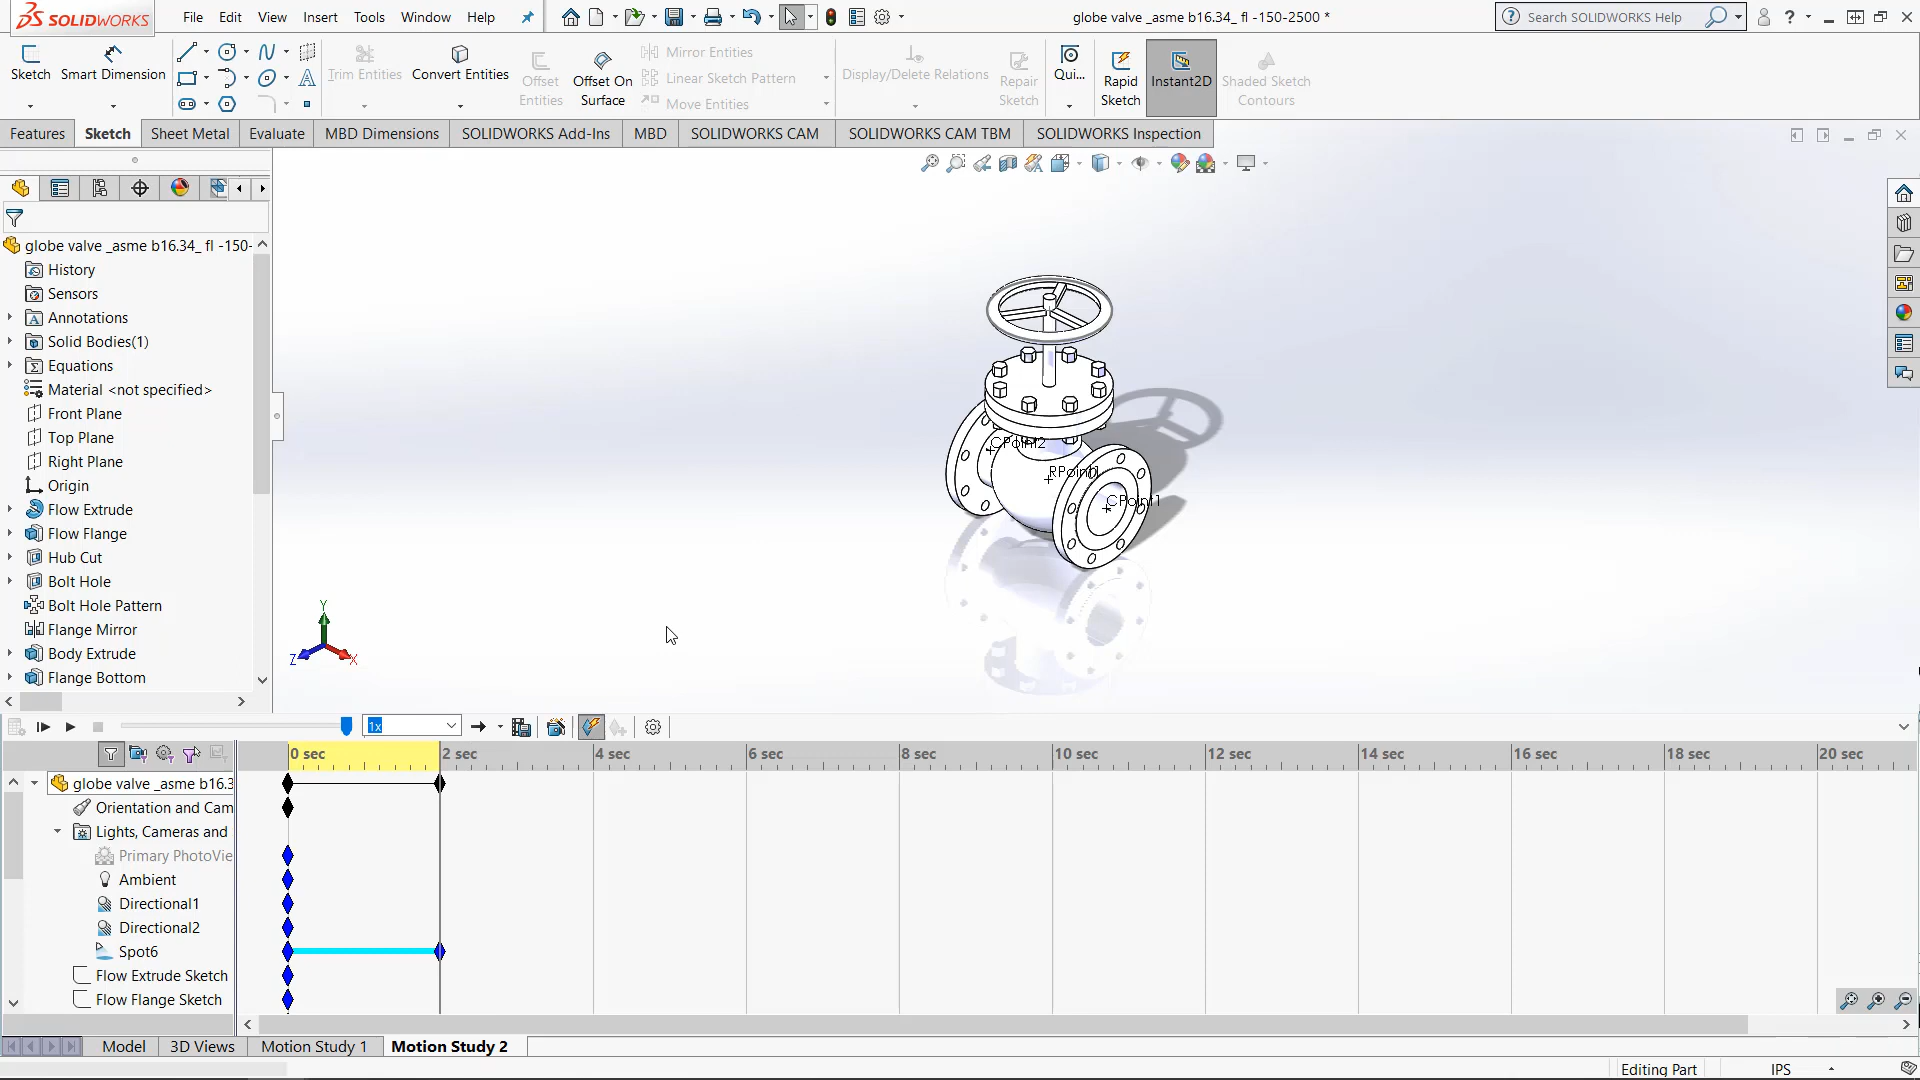 SOLIDWORKS
File Edit View Insert Tools Window Help
globe valve _asme b16.34_ fl -150-2500 *
Search SOLIDWORKS Help
Sketch
Smart Dimension
Trim Entities
Convert Entities
Offset
Entities
Offset On
Surface
Mirror Entities
Linear Sketch Pattern
Move Entities
Display/Delete Relations
Repair
Sketch
Qui...
Rapid
Sketch
Instant2D
Shaded Sketch
Contours
Features Sketch Sheet Metal Evaluate MBD Dimensions SOLIDWORKS Add-Ins MBD SOLIDWORKS CAM SOLIDWORKS CAM TBM SOLIDWORKS Inspection
globe valve _asme b16.34_ fl -150-
History
Sensors
Annotations
Solid Bodies(1)
Equations
Material <not specified>
Front Plane
Top Plane
Right Plane
Origin
Flow Extrude
Flow Flange
Hub Cut
Bolt Hole
Bolt Hole Pattern
Flange Mirror
Body Extrude
Flange Bottom
CPoint2
RPoint1
CPoint1
Y
Z
X
1x
0 sec 2 sec 4 sec 6 sec 8 sec 10 sec 12 sec 14 sec 16 sec 18 sec 20 sec
globe valve _asme b16.3
Orientation and Cam
Lights, Cameras and
Primary PhotoVie
Ambient
Directional1
Directional2
Spot6
Flow Extrude Sketch
Flow Flange Sketch
Model 3D Views Motion Study 1 Motion Study 2
Editing Part IPS